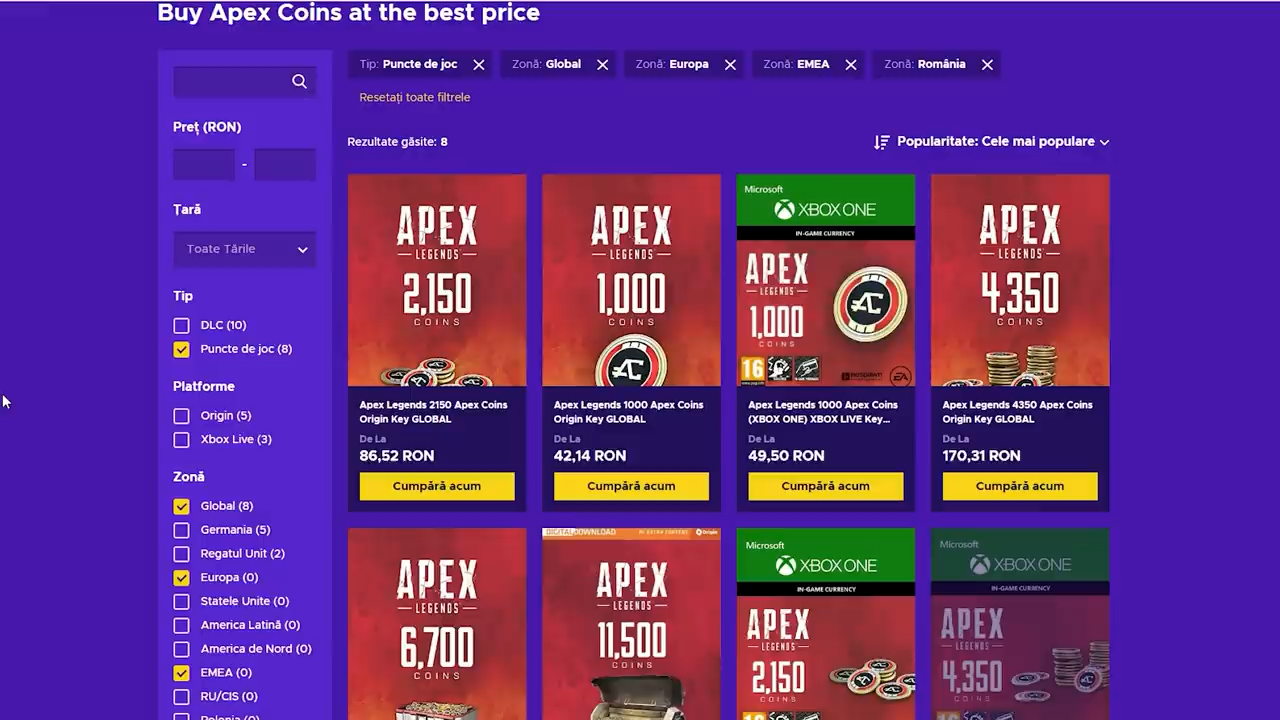 Buy Apex Coins at the best price
Tip: Puncte de joc
Zonă: Global
Zonă: Europa
Zonă: EMEA
Zonă: România
Resetați toate filtrele
Preț (RON)
-
Țară
Toate Țările
Tip
DLC (10)
Puncte de joc (8)
Platforme
Origin (5)
Xbox Live (3)
Zonă
Global (8)
Germania (5)
Regatul Unit (2)
Europa (0)
Statele Unite (0)
America Latină (0)
America de Nord (0)
EMEA (0)
RU/CIS (0)
Polonia (0)
Rezultate găsite: 8
Popularitate: Cele mai populare
APEX
LEGENDS
2,150
COINS
Apex Legends 2150 Apex Coins
Origin Key GLOBAL
De La
86,52 RON
Cumpără acum
APEX
LEGENDS
1,000
COINS
Apex Legends 1000 Apex Coins
Origin Key GLOBAL
De La
42,14 RON
Cumpără acum
Microsoft
XBOX ONE
IN-GAME CURRENCY
APEX
LEGENDS
1,000
COINS
16
EA
Apex Legends 1000 Apex Coins
(XBOX ONE) XBOX LIVE Key...
De La
49,50 RON
Cumpără acum
APEX
LEGENDS
4,350
COINS
Apex Legends 4350 Apex Coins
Origin Key GLOBAL
De La
170,31 RON
Cumpără acum
APEX
LEGENDS
6,700
COINS
DIGITAL DOWNLOAD
Origin
APEX
LEGENDS
11,500
COINS
Microsoft
XBOX ONE
IN-GAME CURRENCY
APEX
LEGENDS
2,150
COINS
Microsoft
XBOX ONE
IN-GAME CURRENCY
APEX
LEGENDS
4,350
COINS